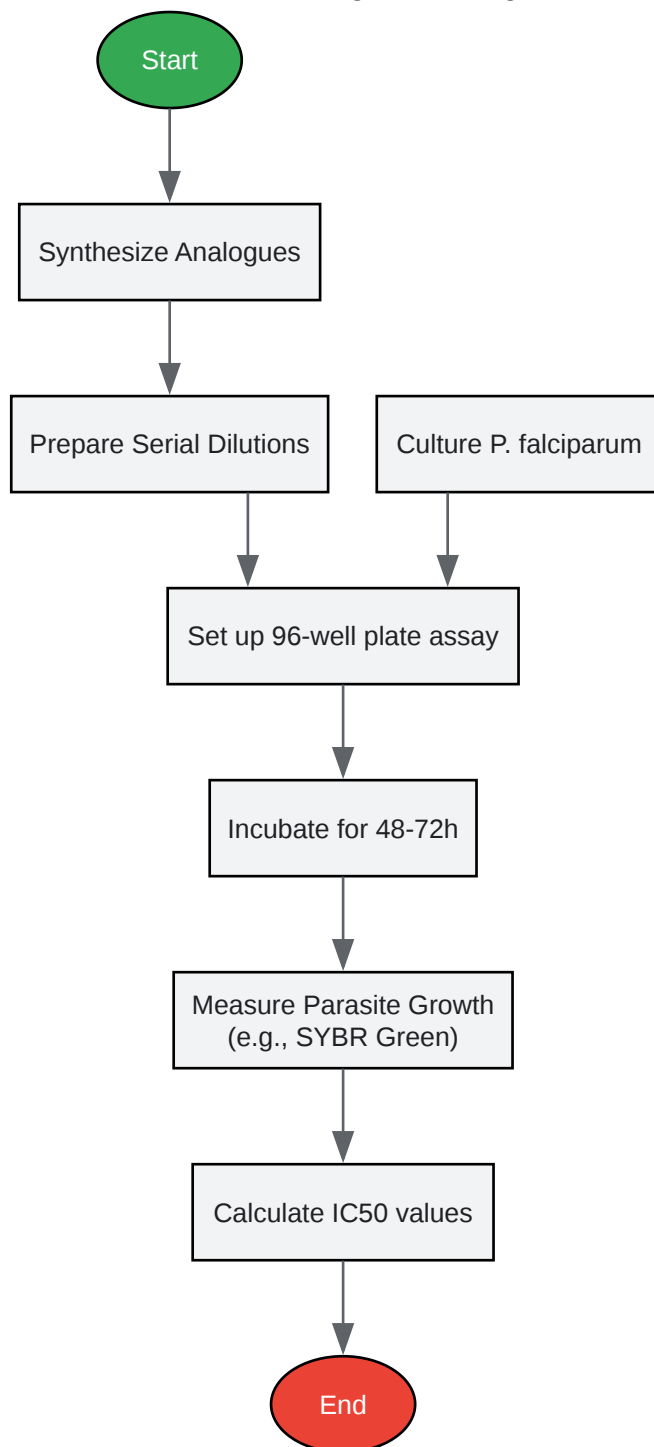 Start
Synthesize Analogues
Prepare Serial Dilutions
Culture P. falciparum
Set up 96-well plate assay
Incubate for 48-72h
Measure Parasite Growth
(e.g., SYBR Green)
Calculate IC50 values
End